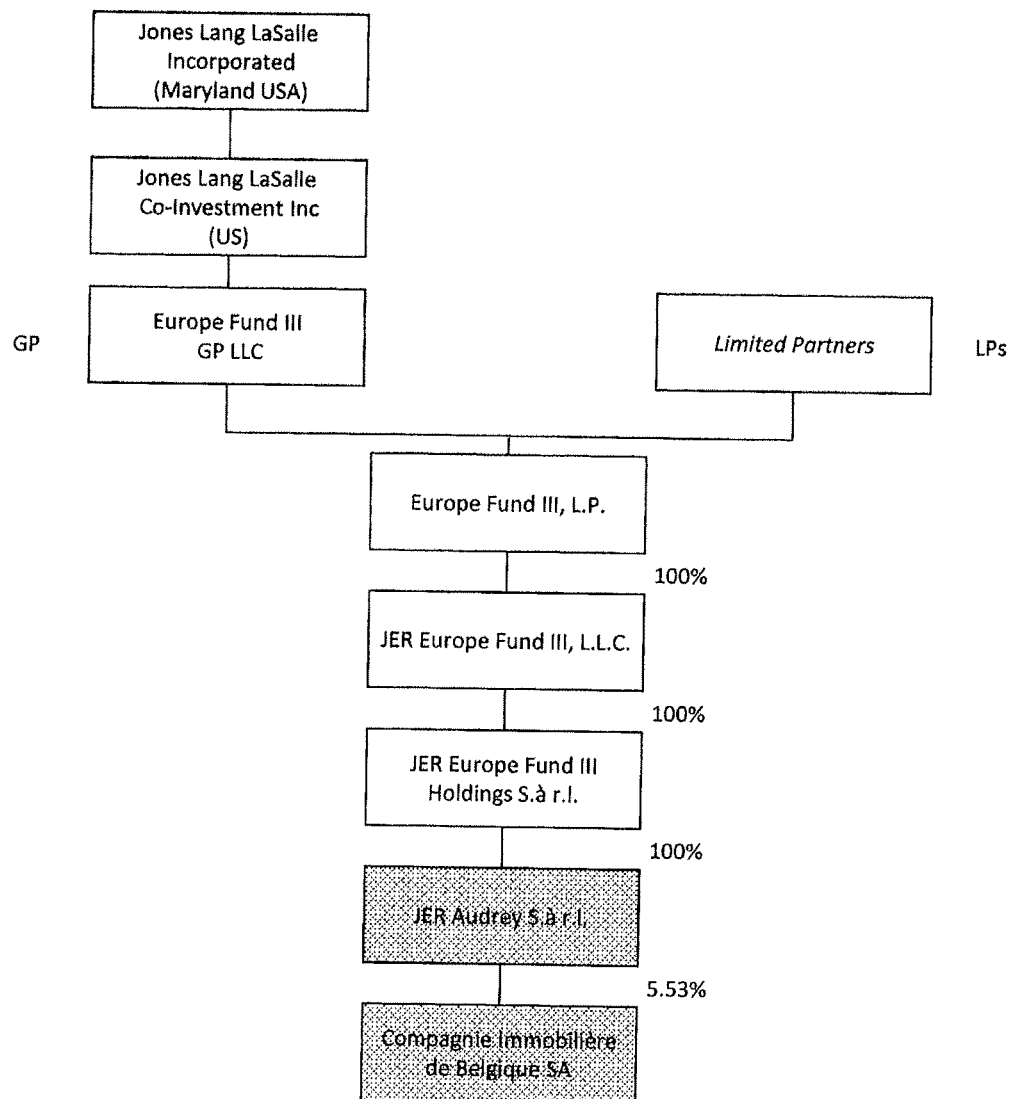 Jones Lang LaSalle
Incorporated
(Maryland USA)
Jones Lang LaSalle
Co-Investment Inc
(US)
GP
Europe Fund III
GP LLC
Limited Partners
LPs
Europe Fund III, L.P.
100%
JER Europe Fund III, L.L.C.
100%
JER Europe Fund III
Holdings S.à r.l.
100%
JER Audrey S.à r.l.
5.53%
Compagnie Immobilière
de Belgique SA